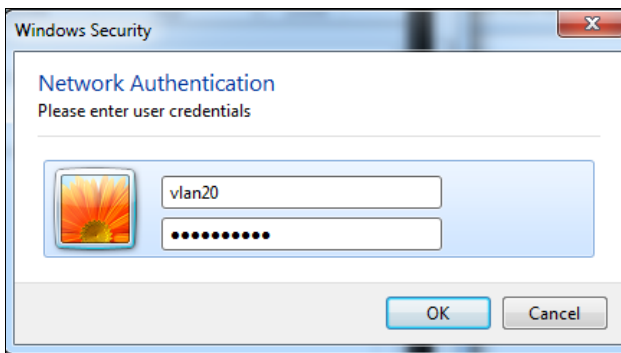 Windows Security
Network Authentication
Please enter user credentials
vlan20
●●●●●●●●●●
OK
Cancel